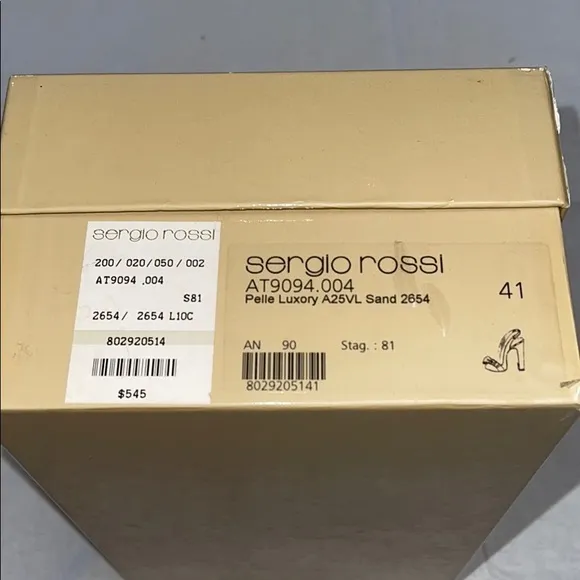 sergio rossi
200/ 020/050 / 002
AT9094 .004
S81
2654/ 2654 L10C
802920514
$545
sergio rossi
AT9094.004
Pelle Luxory A25VL Sand 2654
41
AN 90 Stag. : 81
8029205141